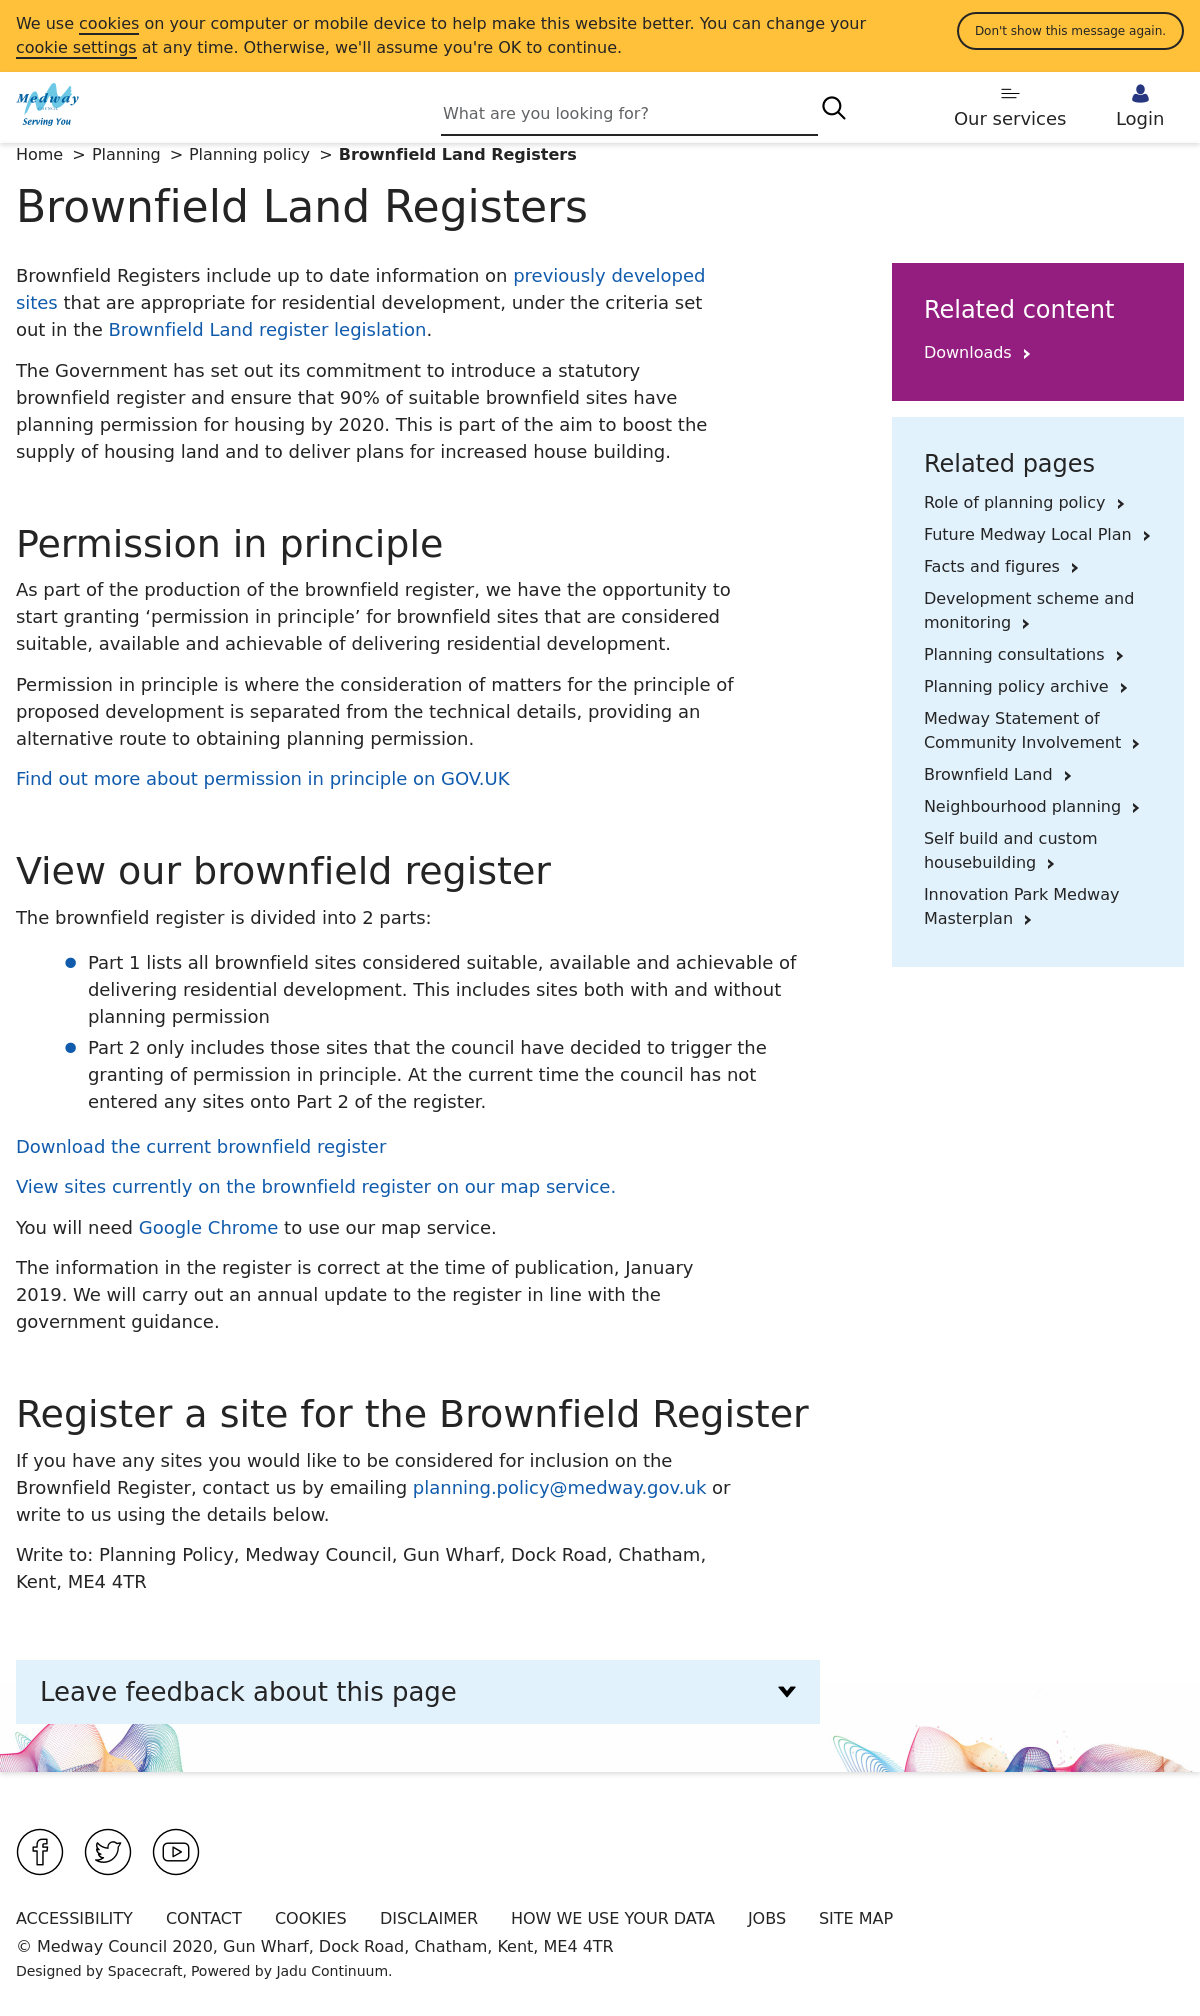 We use cookies on your computer or mobile device to help make this website better. You can change your
cookie settings at any time. Otherwise, we'll assume you're OK to continue.
Don't show this message again.
Medway
Serving You
What are you looking for?
Our services
Login
Home > Planning > Planning policy > Brownfield Land Registers
Brownfield Land Registers
Brownfield Registers include up to date information on previously developed
sites that are appropriate for residential development, under the criteria set
out in the Brownfield Land register legislation.
The Government has set out its commitment to introduce a statutory
brownfield register and ensure that 90% of suitable brownfield sites have
planning permission for housing by 2020. This is part of the aim to boost the
supply of housing land and to deliver plans for increased house building.
Permission in principle
As part of the production of the brownfield register, we have the opportunity to
start granting ‘permission in principle’ for brownfield sites that are considered
suitable, available and achievable of delivering residential development.
Permission in principle is where the consideration of matters for the principle of
proposed development is separated from the technical details, providing an
alternative route to obtaining planning permission.
Find out more about permission in principle on GOV.UK
View our brownfield register
The brownfield register is divided into 2 parts:
Part 1 lists all brownfield sites considered suitable, available and achievable of
delivering residential development. This includes sites both with and without
planning permission
Part 2 only includes those sites that the council have decided to trigger the
granting of permission in principle. At the current time the council has not
entered any sites onto Part 2 of the register.
Download the current brownfield register
View sites currently on the brownfield register on our map service.
You will need Google Chrome to use our map service.
The information in the register is correct at the time of publication, January
2019. We will carry out an annual update to the register in line with the
government guidance.
Register a site for the Brownfield Register
If you have any sites you would like to be considered for inclusion on the
Brownfield Register, contact us by emailing planning.policy@medway.gov.uk or
write to us using the details below.
Write to: Planning Policy, Medway Council, Gun Wharf, Dock Road, Chatham,
Kent, ME4 4TR
Related content
Downloads
Related pages
Role of planning policy
Future Medway Local Plan
Facts and figures
Development scheme and
monitoring
Planning consultations
Planning policy archive
Medway Statement of
Community Involvement
Brownfield Land
Neighbourhood planning
Self build and custom
housebuilding
Innovation Park Medway
Masterplan
Leave feedback about this page
ACCESSIBILITY CONTACT COOKIES DISCLAIMER HOW WE USE YOUR DATA JOBS SITE MAP
© Medway Council 2020, Gun Wharf, Dock Road, Chatham, Kent, ME4 4TR
Designed by Spacecraft, Powered by Jadu Continuum.